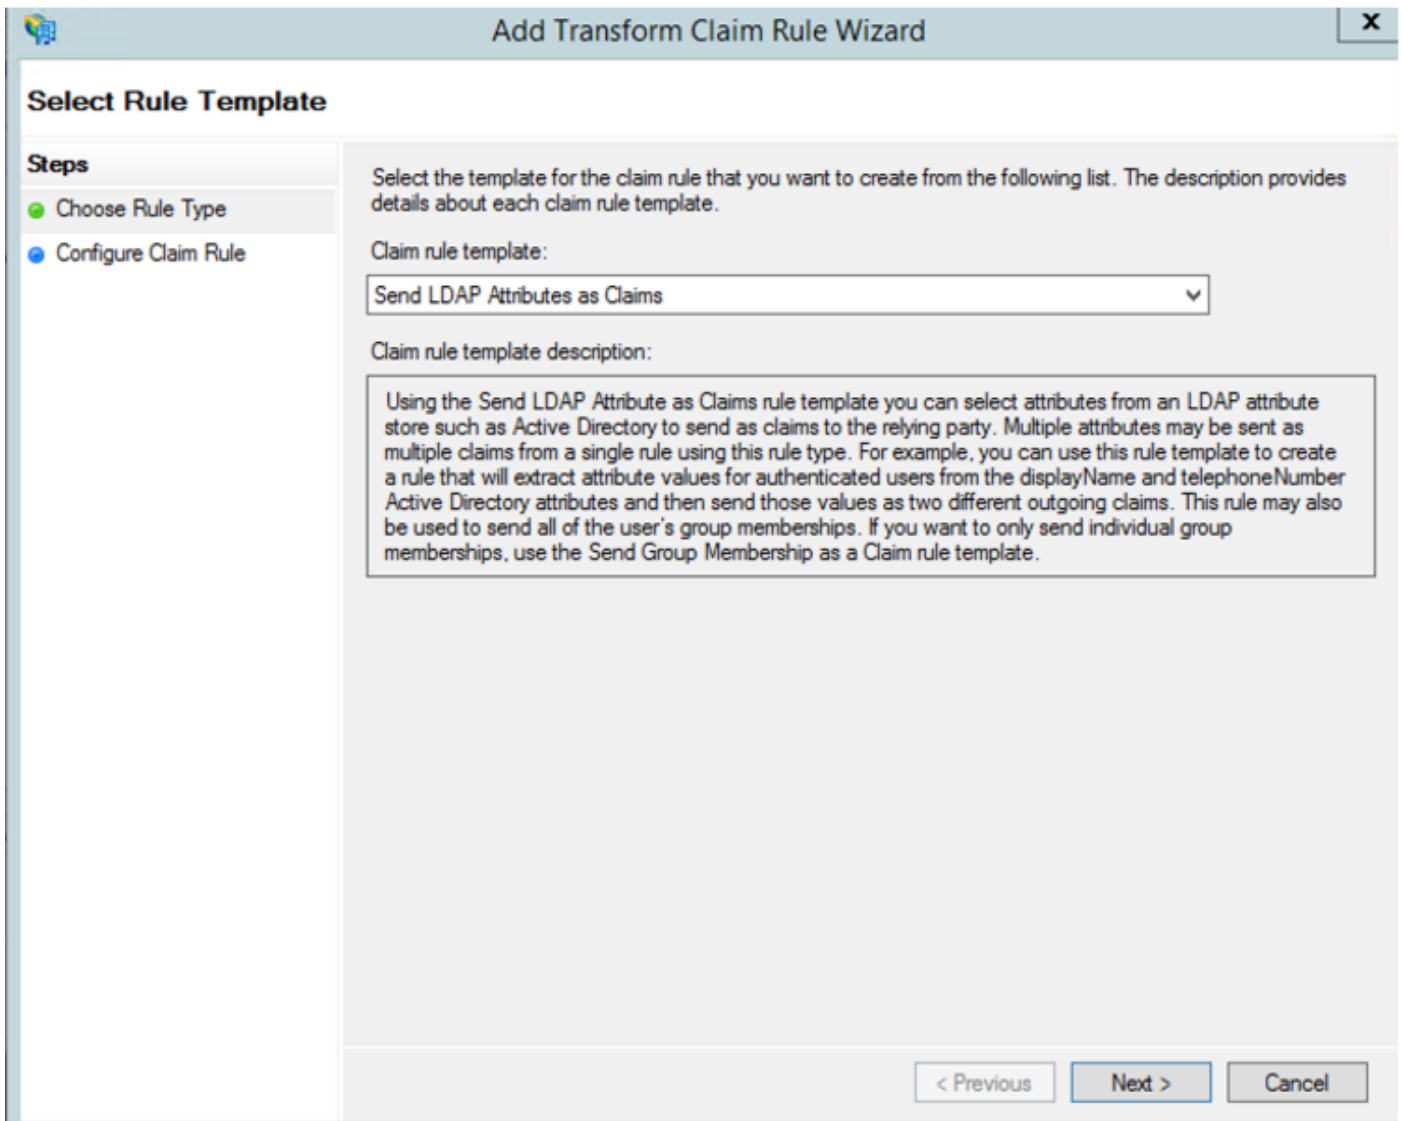 Add Transform Claim Rule Wizard
x
Select Rule Template
Steps
Choose Rule Type
Configure Claim Rule
Select the template for the claim rule that you want to create from the following list. The description provides
details about each claim rule template.
Claim rule template:
Send LDAP Attributes as Claims
Claim rule template description:
Using the Send LDAP Attribute as Claims rule template you can select attributes from an LDAP attribute
store such as Active Directory to send as claims to the relying party. Multiple attributes may be sent as
multiple claims from a single rule using this rule type. For example, you can use this rule template to create
a rule that will extract attribute values for authenticated users from the displayName and telephoneNumber
Active Directory attributes and then send those values as two different outgoing claims. This rule may also
be used to send all of the user's group memberships. If you want to only send individual group
memberships, use the Send Group Membership as a Claim rule template.
< Previous
Next >
Cancel